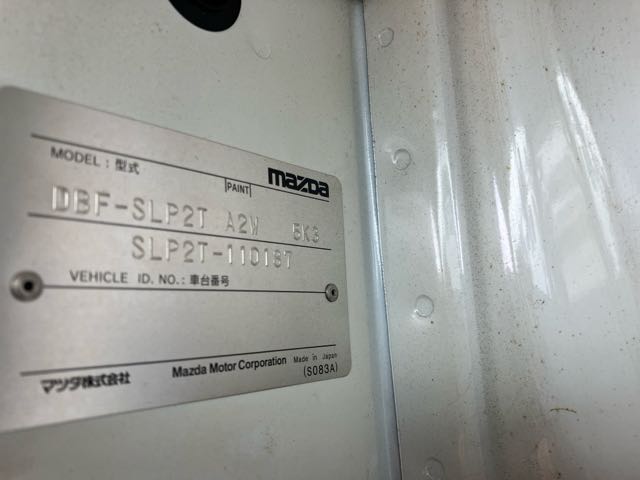 MODEL : 型式
PAINT
mazda
DBF-SLP2T A2W 5K3
SLP2T-110187
VEHICLE ID. NO. : 車台番号
マツダ株式会社
Mazda Motor Corporation Made in Japan
(S083A)